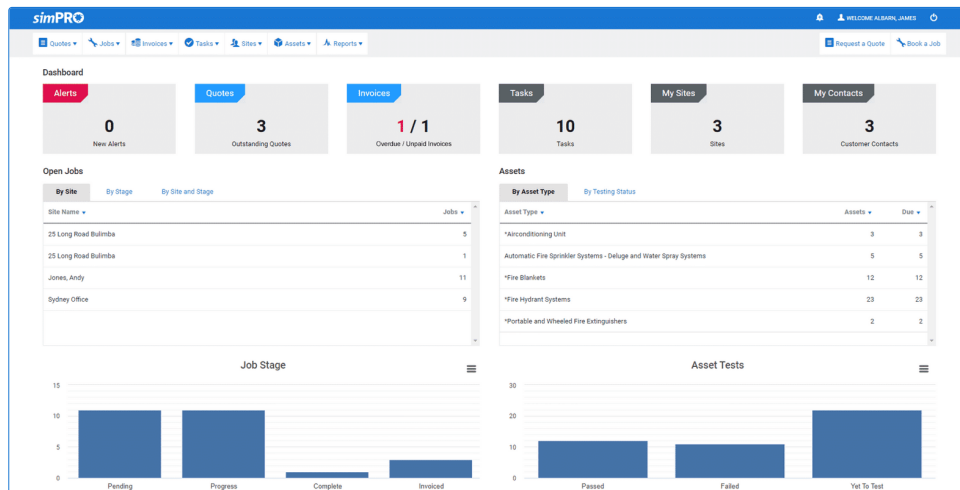 simPRO
WELCOME ALBARN, JAMES
Quotes Jobs Invoices Tasks Sites Assets Reports Request a Quote Book a Job
Dashboard
Alerts Quotes Invoices Tasks My Sites My Contacts
0 3 1 / 1 10 3 3
New Alerts Outstanding Quotes Overdue / Unpaid Invoices Tasks Sites Customer Contacts
Open Jobs
By Site By Stage By Site and Stage
Site Name Jobs
25 Long Road Bulimba 5
25 Long Road Bulimba 1
Jones, Andy 11
Sydney Office 9
Assets
By Asset Type By Testing Status
Asset Type Assets Due
*Airconditioning Unit 3 3
Automatic Fire Sprinkler Systems - Deluge and Water Spray Systems 5 5
*Fire Blankets 12 12
*Fire Hydrant Systems 23 23
*Portable and Wheeled Fire Extinguishers 2 2
Job Stage
15
10
5
0
Pending Progress Complete Invoiced
Asset Tests
30
20
10
0
Passed Failed Yet To Test